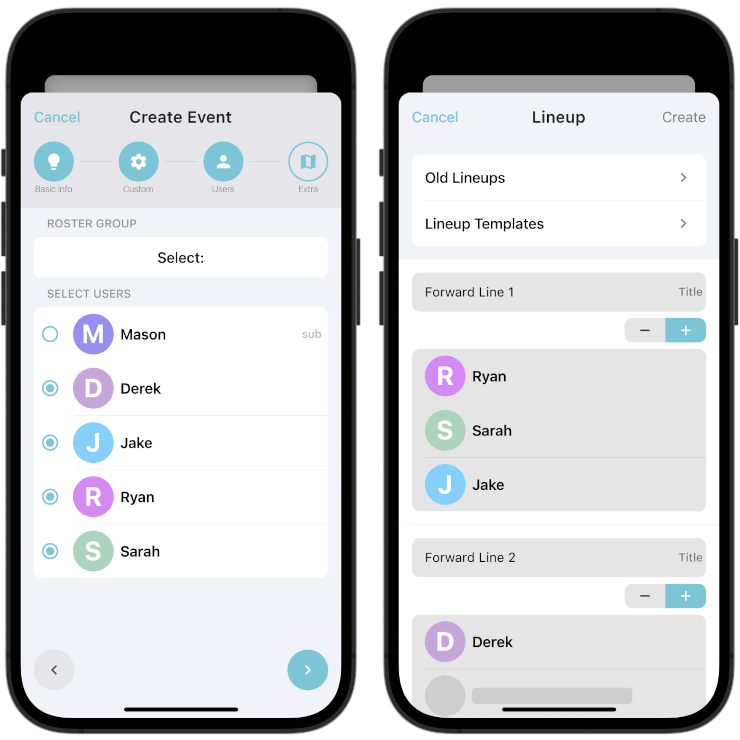 Cancel
Create Event
Basic Info
Custom
Users
Extra
ROSTER GROUP
Select:
SELECT USERS
M
Mason
sub
D
Derek
J
Jake
R
Ryan
S
Sarah
Cancel
Lineup
Create
Old Lineups
Lineup Templates
Forward Line 1
Title
− +
R
Ryan
S
Sarah
J
Jake
Forward Line 2
Title
− +
D
Derek